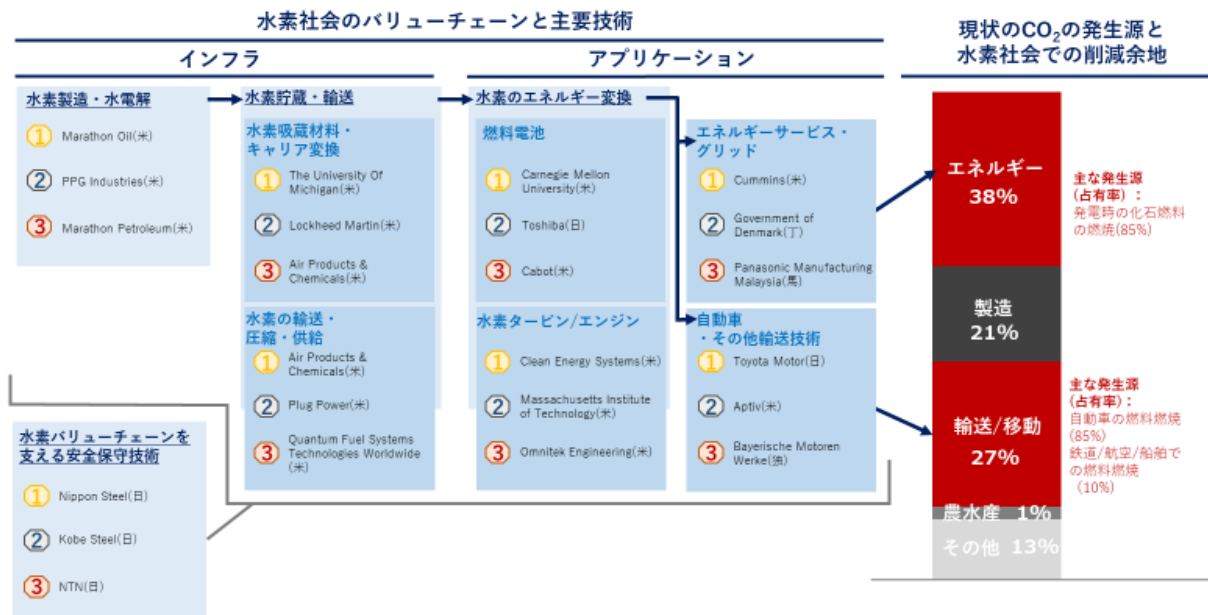 水素社会のバリューチェーンと主要技術
インフラ
アプリケーション
水素製造・水電解
1 Marathon Oil(米)
2 PPG Industries(米)
3 Marathon Petroleum(米)
水素貯蔵・輸送
水素吸蔵材料・
キャリア変換
1 The University Of
Michigan(米)
2 Lockheed Martin(米)
3 Air Products &
Chemicals(米)
水素の輸送・
圧縮・供給
1 Air Products &
Chemicals(米)
2 Plug Power(米)
3 Quantum Fuel Systems
Technologies Worldwide
(米)
水素のエネルギー変換
燃料電池
1 Carnegie Mellon
University(米)
2 Toshiba(日)
3 Cabot(米)
水素タービン/エンジン
1 Clean Energy Systems(米)
2 Massachusetts Institute
of Technology(米)
3 Omnitek Engineering(米)
エネルギーサービス・
グリッド
1 Cummins(米)
2 Government of
Denmark(丁)
3 Panasonic Manufacturing
Malaysia(馬)
自動車
・その他輸送技術
1 Toyota Motor(日)
2 Aptiv(米)
3 Bayerische Motoren
Werke(独)
水素バリューチェーンを
支える安全保守技術
1 Nippon Steel(日)
2 Kobe Steel(日)
3 NTN(日)
現状のCO₂の発生源と
水素社会での削減余地
エネルギー
38%
製造
21%
輸送/移動
27%
農水産 1%
その他 13%
主な発生源
(占有率)：
発電時の化石燃料
の燃焼(85%)
主な発生源
(占有率)：
自動車の燃料燃焼
(85%)
鉄道/航空/船舶で
の燃料燃焼
(10%)